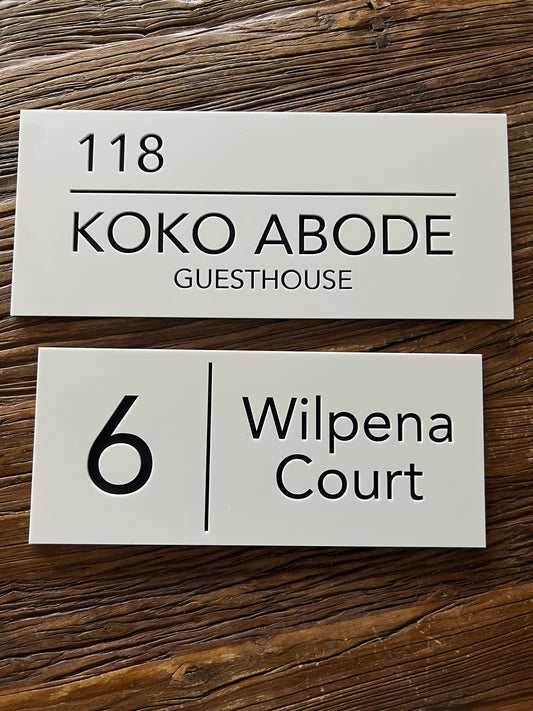 118
KOKO ABODE
GUESTHOUSE
6
Wilpena
Court